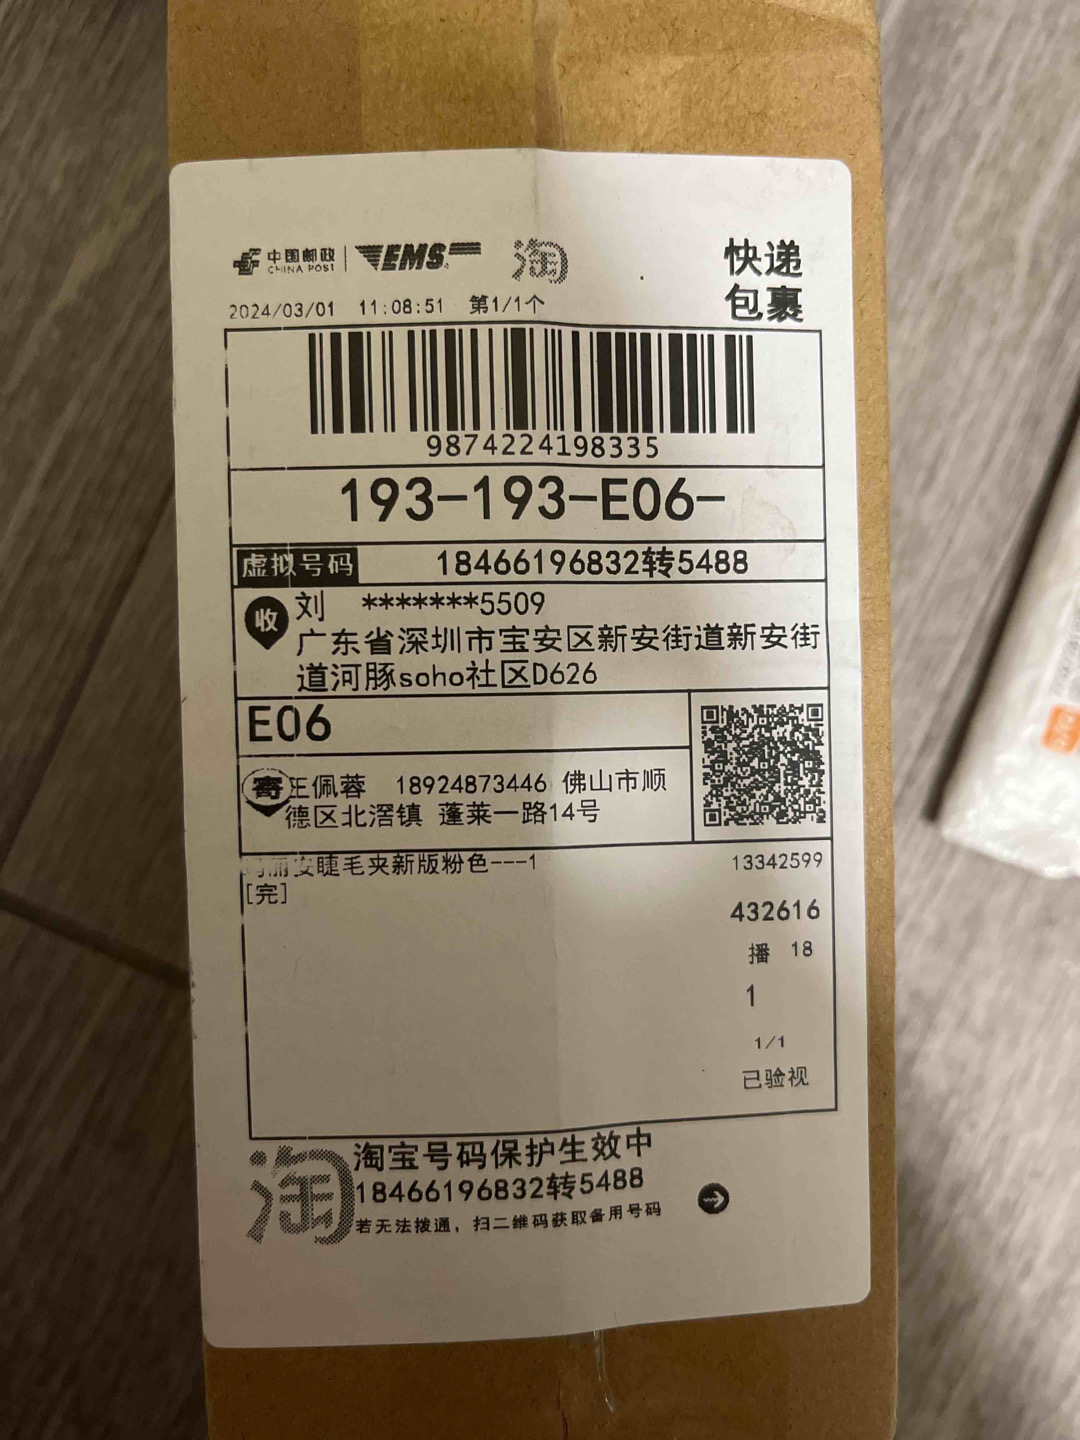 中国邮政 CHINA POST EMS 淘
快递
包裹
2024/03/01 11:08:51 第1/1个
9874224198335
193-193-E06-
虚拟号码 18466196832转5488
收 刘 *******5509
广东省深圳市宝安区新安街道新安街
道河豚soho社区D626
E06
寄 王佩蓉 18924873446 佛山市顺
德区北滘镇 蓬莱一路14号
丽安睫毛夹新版粉色---1 13342599
[完]
432616
播 18
1
1/1
已验视
淘 淘宝号码保护生效中
18466196832转5488
若无法拨通，扫二维码获取备用号码